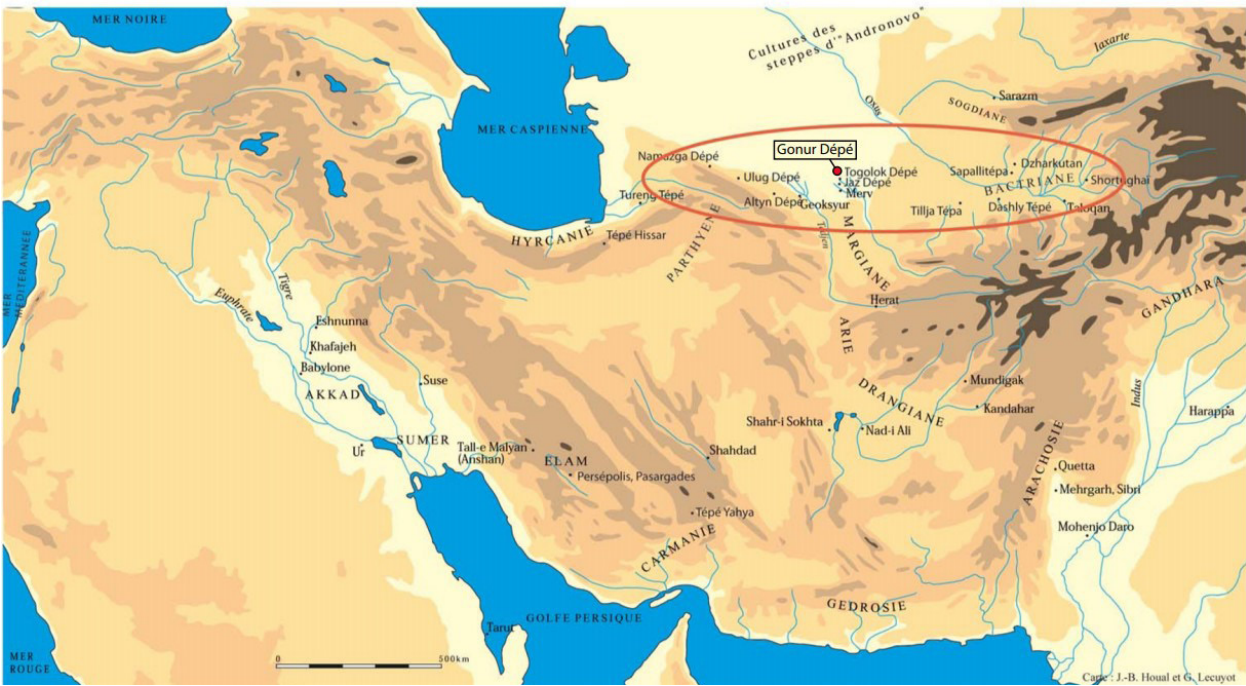 MER NOIRE
Cultures des
steppes d'"Andronovo"
Iaxarte
Oxus
Sarazm
SOGDIANE
MER CASPIENNE
Gonur Dépé
Namazga Dépé
Ulug Dépé
Togolok Dépé
Jaz Dépé
Merv
Sapallitépa
Dzharkutan
BACTRIANE
Shortughai
Tureng Tépé
Altyn Dépé
Geoksyur
Tillja Tépa
Dashly Tépé
Taloqan
HYRCANIE
Tépé Hissar
PARTHYENE
Tedjen
MARGIANE
MER
MEDITERANNEE
Tigre
Euphrate
Herat
GANDHARA
Eshnunna
ARIE
Khafajeh
Babylone
AKKAD
Suse
Mundigak
DRANGIANE
Kandahar
Indus
Harappa
Shahr-i Sokhta
Nad-i Ali
SUMER
Ur
Tall-e Malyan
(Anshan)
ELAM
Shahdad
Persépolis, Pasargades
ARACHOSIE
Quetta
Mehrgarh, Sibri
Tépé Yahya
Mohenjo Daro
CARMANIE
GEDROSIE
GOLFE PERSIQUE
Tarut
MER
ROUGE
0
500km
Carte : J.-B. Houal et G. Lecuyot